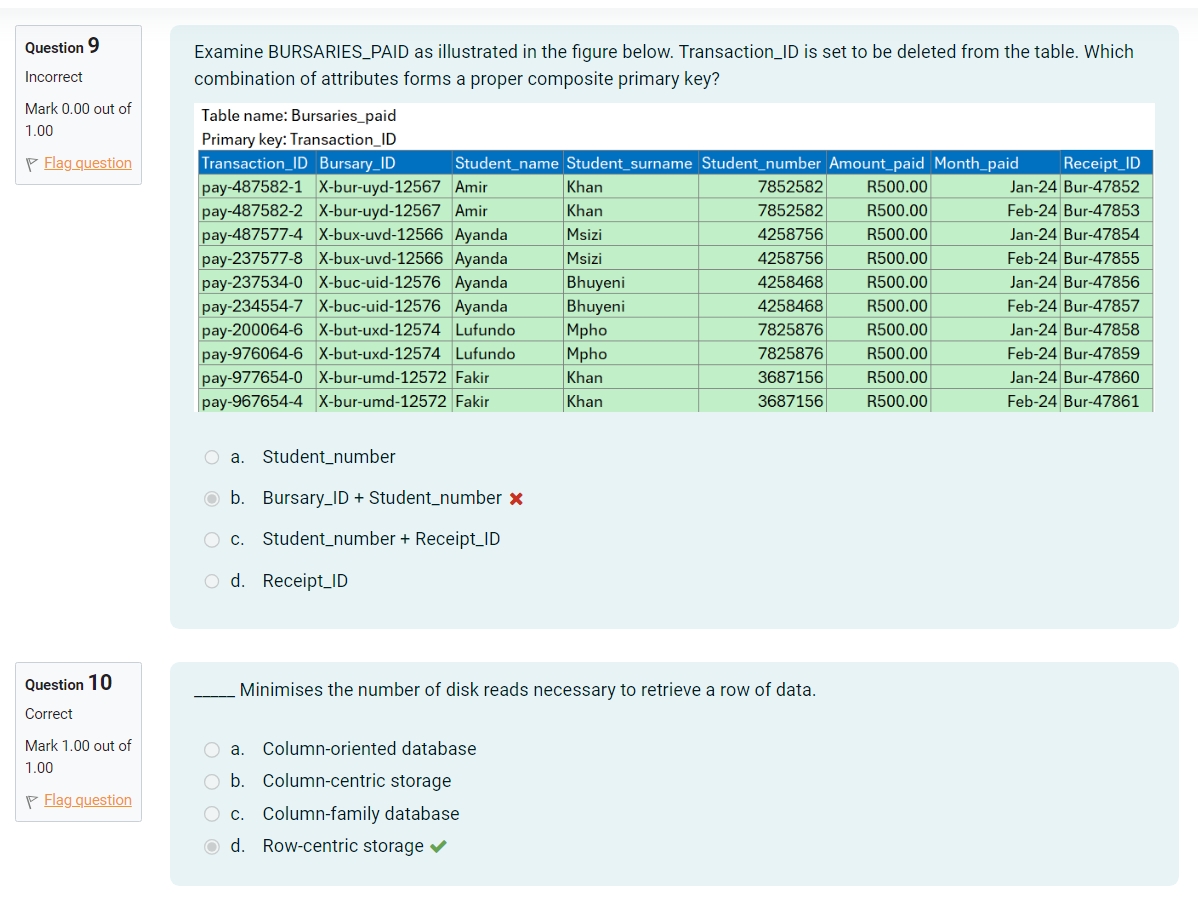 Question 9
Incorrect
Mark 0.00 out of
1.00
Flag question
Examine BURSARIES_PAID as illustrated in the figure below. Transaction_ID is set to be deleted from the table. Which
combination of attributes forms a proper composite primary key?
Table name: Bursaries_paid
Primary key: Transaction_ID
Transaction_ID Bursary_ID Student_name Student_surname Student_number Amount_paid Month_paid Receipt_ID
pay-487582-1 X-bur-uyd-12567 Amir Khan 7852582 R500.00 Jan-24 Bur-47852
pay-487582-2 X-bur-uyd-12567 Amir Khan 7852582 R500.00 Feb-24 Bur-47853
pay-487577-4 X-bux-uvd-12566 Ayanda Msizi 4258756 R500.00 Jan-24 Bur-47854
pay-237577-8 X-bux-uvd-12566 Ayanda Msizi 4258756 R500.00 Feb-24 Bur-47855
pay-237534-0 X-buc-uid-12576 Ayanda Bhuyeni 4258468 R500.00 Jan-24 Bur-47856
pay-234554-7 X-buc-uid-12576 Ayanda Bhuyeni 4258468 R500.00 Feb-24 Bur-47857
pay-200064-6 X-but-uxd-12574 Lufundo Mpho 7825876 R500.00 Jan-24 Bur-47858
pay-976064-6 X-but-uxd-12574 Lufundo Mpho 7825876 R500.00 Feb-24 Bur-47859
pay-977654-0 X-bur-umd-12572 Fakir Khan 3687156 R500.00 Jan-24 Bur-47860
pay-967654-4 X-bur-umd-12572 Fakir Khan 3687156 R500.00 Feb-24 Bur-47861
a. Student_number
b. Bursary_ID + Student_number
c. Student_number + Receipt_ID
d. Receipt_ID
Question 10
Correct
Mark 1.00 out of
1.00
Flag question
_____ Minimises the number of disk reads necessary to retrieve a row of data.
a. Column-oriented database
b. Column-centric storage
c. Column-family database
d. Row-centric storage